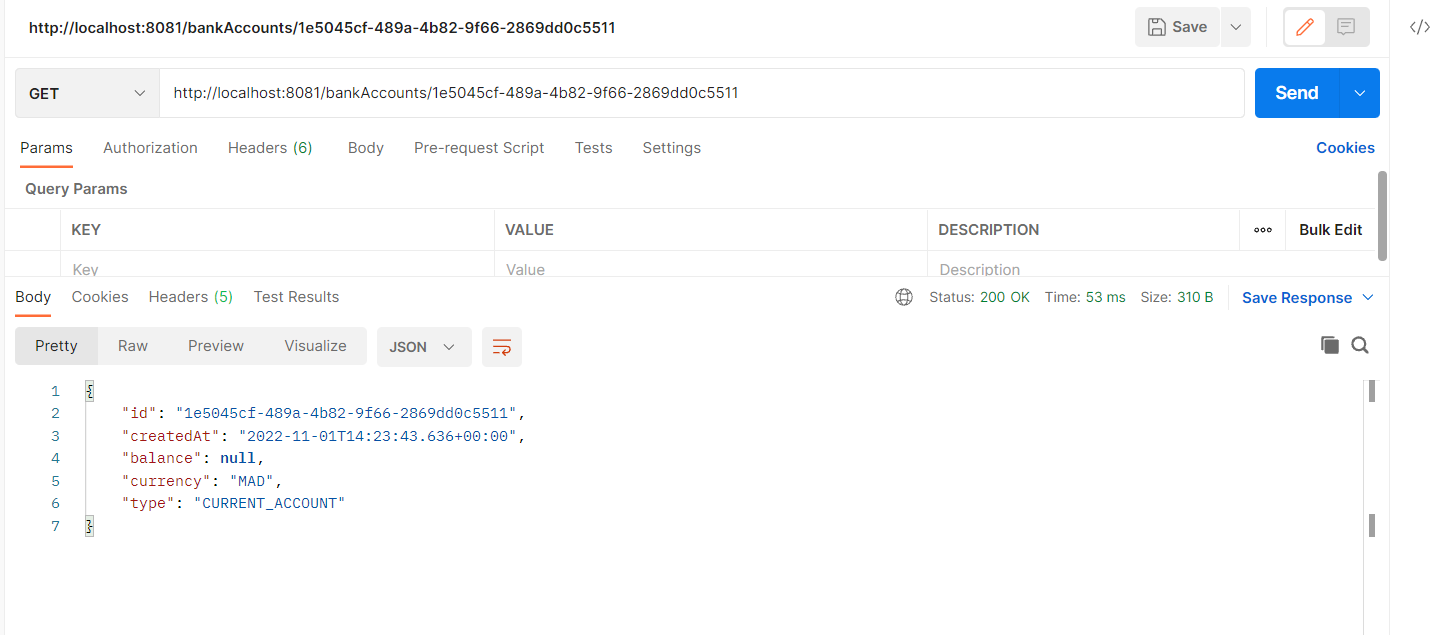 http://localhost:8081/bankAccounts/1e5045cf-489a-4b82-9f66-2869dd0c5511 Save
GET http://localhost:8081/bankAccounts/1e5045cf-489a-4b82-9f66-2869dd0c5511 Send
Params Authorization Headers (6) Body Pre-request Script Tests Settings Cookies
Query Params
KEY VALUE DESCRIPTION Bulk Edit
Key Value Description
Body Cookies Headers (5) Test Results Status: 200 OK Time: 53 ms Size: 310 B Save Response
Pretty Raw Preview Visualize JSON
1 {
2 "id": "1e5045cf-489a-4b82-9f66-2869dd0c5511",
3 "createdAt": "2022-11-01T14:23:43.636+00:00",
4 "balance": null,
5 "currency": "MAD",
6 "type": "CURRENT_ACCOUNT"
7 }